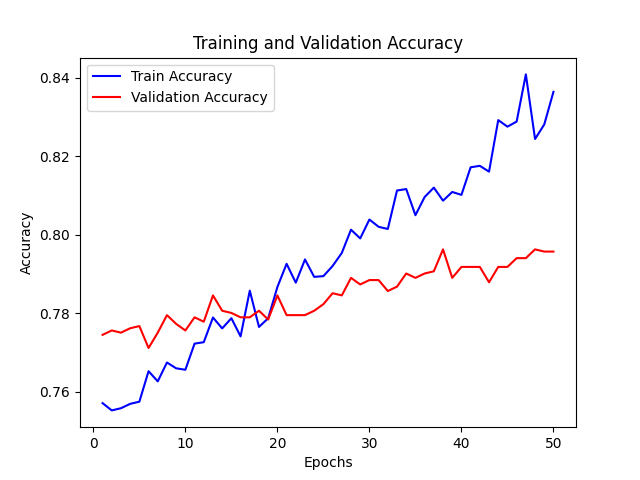 Training and Validation Accuracy
Train Accuracy
Validation Accuracy
0.84
0.82
0.80
0.78
0.76
Accuracy
0
10
20
30
40
50
Epochs